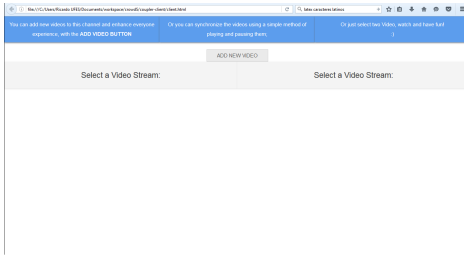 file:///C:/Users/Ricardo UFES/Documents/workspace/crowdS/coupler-client/client.html
latex caracteres latinos
You can add new videos to this channel and enhance everyone
experience, with the ADD VIDEO BUTTON
Or you can synchronize the videos using a simple method of
playing and pausing them;
Or just select two Video, watch and have fun!
:)
ADD NEW VIDEO
Select a Video Stream:
Select a Video Stream: